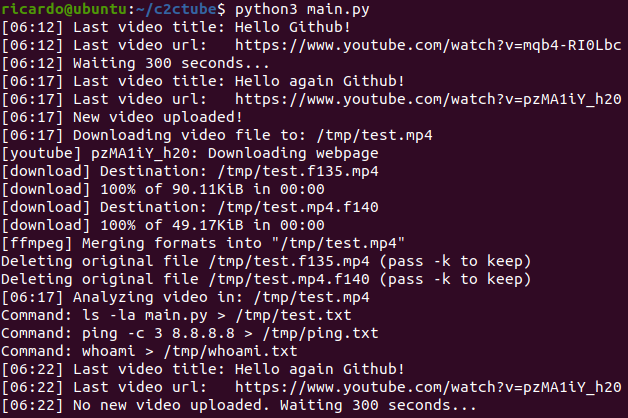 ricardo@ubuntu:~/c2ctube$ python3 main.py
[06:12] Last video title: Hello Github!
[06:12] Last video url:   https://www.youtube.com/watch?v=mqb4-RI0Lbc
[06:12] Waiting 300 seconds...
[06:17] Last video title: Hello again Github!
[06:17] Last video url:   https://www.youtube.com/watch?v=pzMA1iY_h20
[06:17] New video uploaded!
[06:17] Downloading video file to: /tmp/test.mp4
[youtube] pzMA1iY_h20: Downloading webpage
[download] Destination: /tmp/test.f135.mp4
[download] 100% of 90.11KiB in 00:00
[download] Destination: /tmp/test.mp4.f140
[download] 100% of 49.17KiB in 00:00
[ffmpeg] Merging formats into "/tmp/test.mp4"
Deleting original file /tmp/test.f135.mp4 (pass -k to keep)
Deleting original file /tmp/test.mp4.f140 (pass -k to keep)
[06:17] Analyzing video in: /tmp/test.mp4
Command: ls -la main.py > /tmp/test.txt
Command: ping -c 3 8.8.8.8 > /tmp/ping.txt
Command: whoami > /tmp/whoami.txt
[06:22] Last video title: Hello again Github!
[06:22] Last video url:   https://www.youtube.com/watch?v=pzMA1iY_h20
[06:22] No new video uploaded. Waiting 300 seconds...